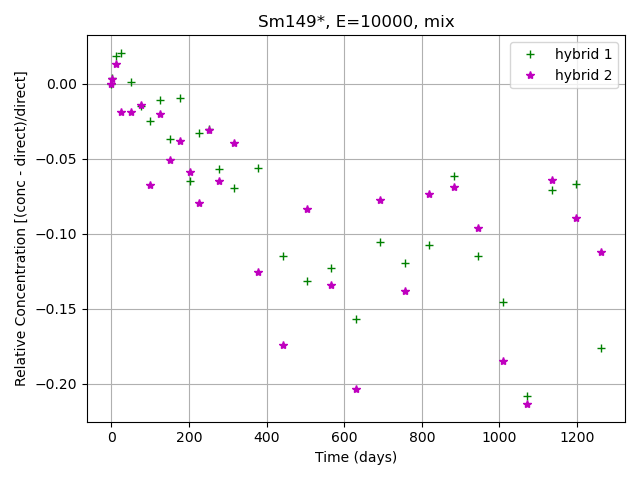 Sm149*, E=10000, mix
hybrid 1
hybrid 2
Relative Concentration [(conc - direct)/direct]
0.00
−0.05
−0.10
−0.15
−0.20
0
200
400
600
800
1000
1200
Time (days)